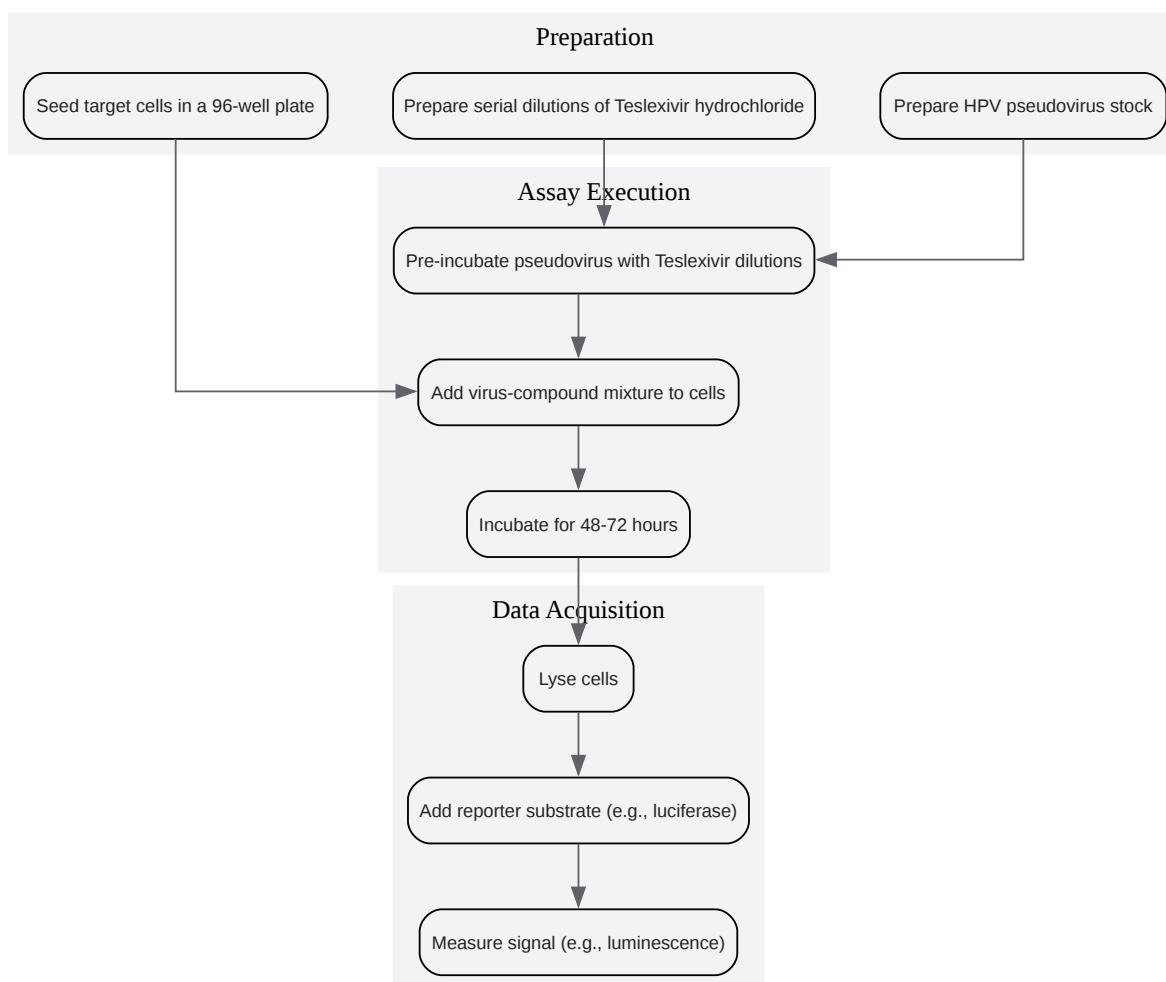 Preparation
Seed target cells in a 96-well plate
Prepare serial dilutions of Teslexivir hydrochloride
Prepare HPV pseudovirus stock
Assay Execution
Pre-incubate pseudovirus with Teslexivir dilutions
Add virus-compound mixture to cells
Incubate for 48-72 hours
Data Acquisition
Lyse cells
Add reporter substrate (e.g., luciferase)
Measure signal (e.g., luminescence)